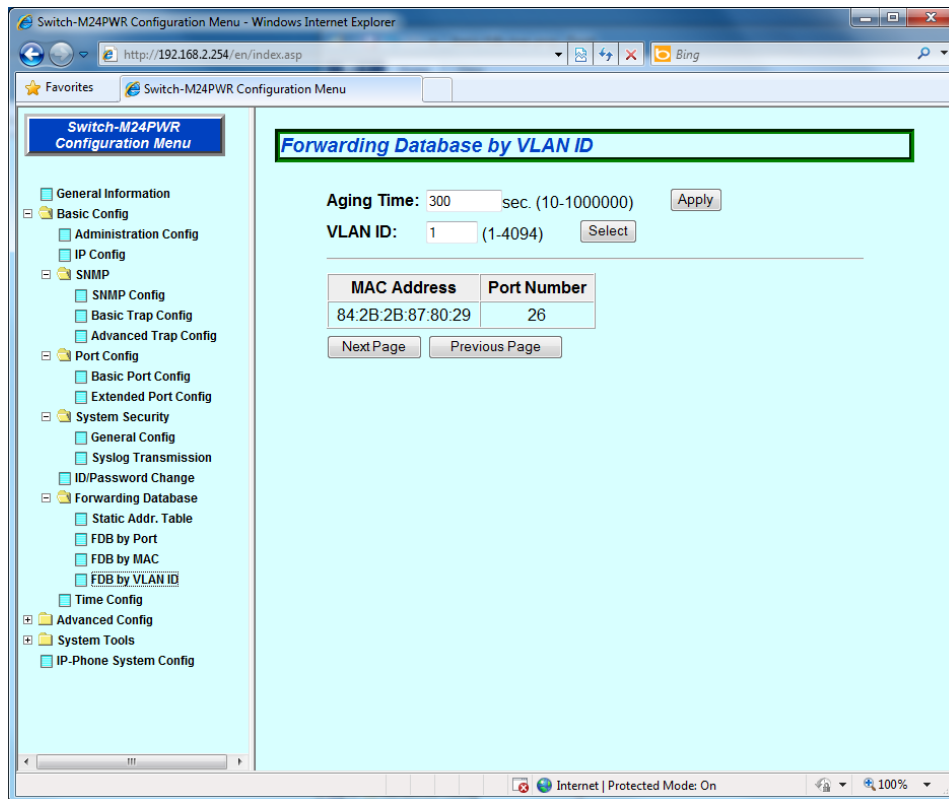 Switch-M24PWR Configuration Menu - Windows Internet Explorer
http://192.168.2.254/en/index.asp
Bing
Favorites
Switch-M24PWR Configuration Menu
Switch-M24PWR
Configuration Menu
General Information
Basic Config
Administration Config
IP Config
SNMP
SNMP Config
Basic Trap Config
Advanced Trap Config
Port Config
Basic Port Config
Extended Port Config
System Security
General Config
Syslog Transmission
ID/Password Change
Forwarding Database
Static Addr. Table
FDB by Port
FDB by MAC
FDB by VLAN ID
Time Config
Advanced Config
System Tools
IP-Phone System Config
Forwarding Database by VLAN ID
Aging Time: 300 sec. (10-1000000) Apply
VLAN ID: 1 (1-4094) Select
MAC Address Port Number
84:2B:2B:87:80:29 26
Next Page Previous Page
Internet | Protected Mode: On
100%